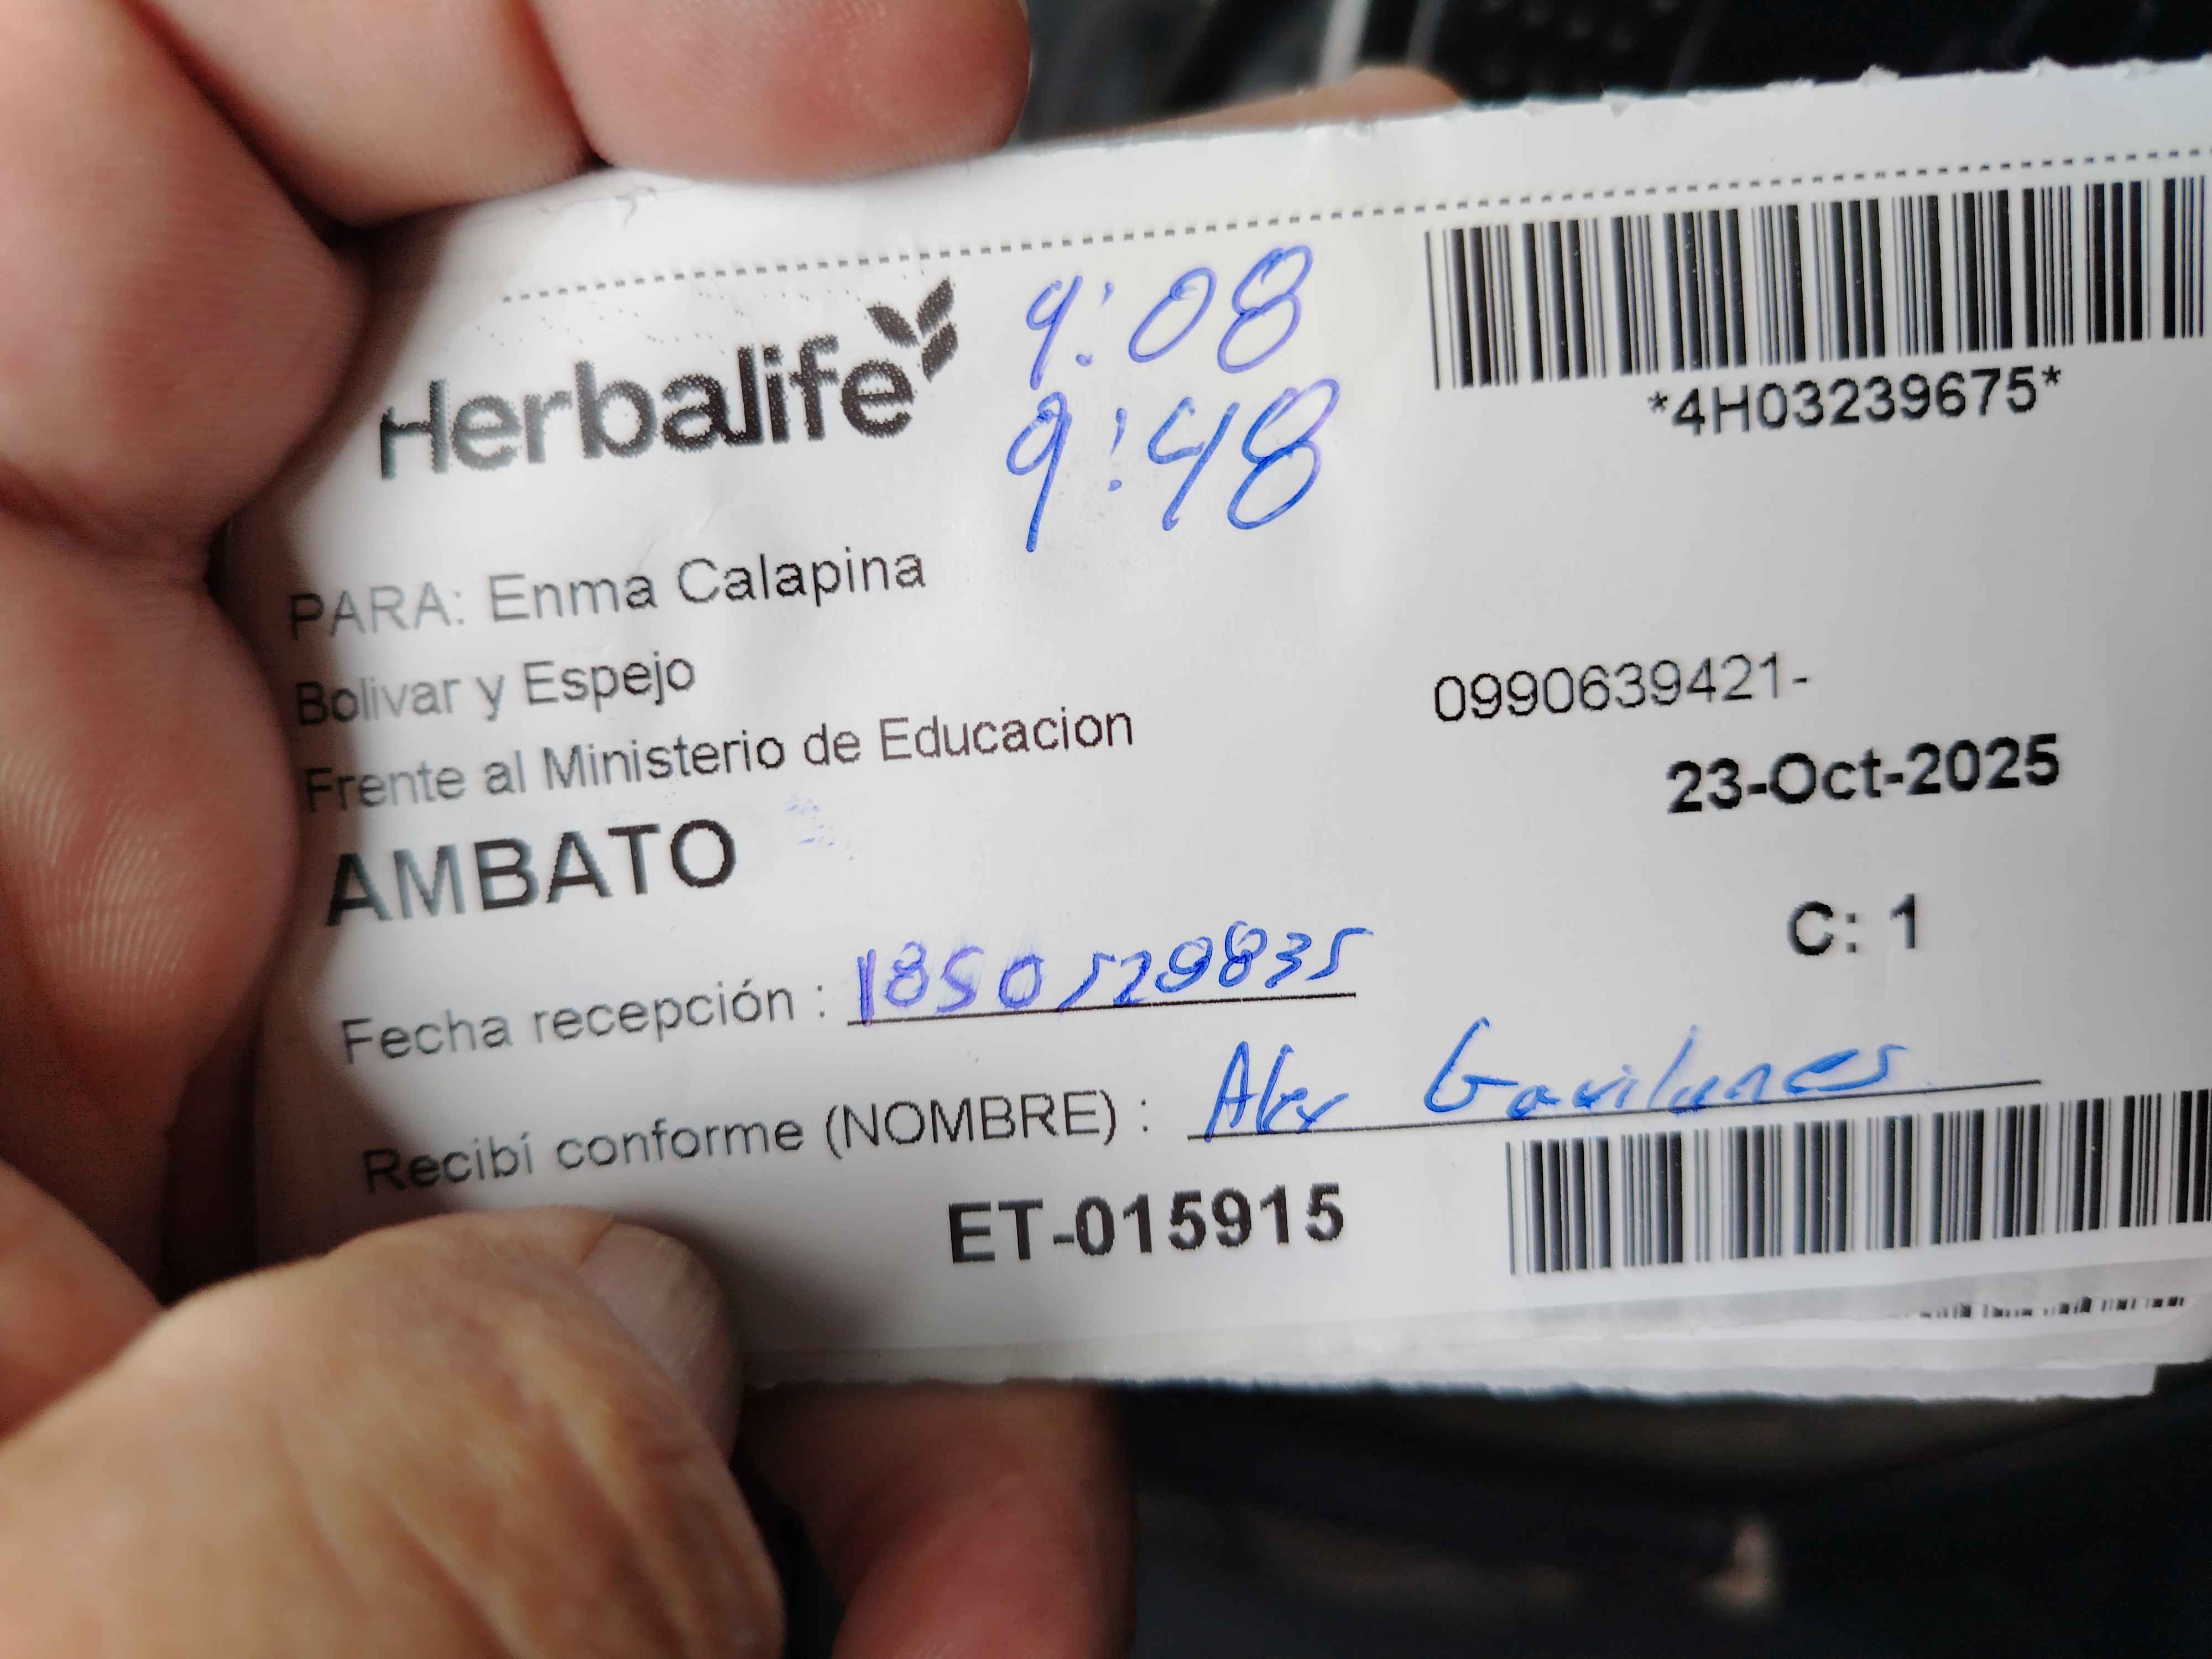 Herbalife
9:08
9:48
*4H03239675*
PARA: Enma Calapina
Bolivar y Espejo
0990639421-
Frente al Ministerio de Educacion
23-Oct-2025
AMBATO
C: 1
Fecha recepción : 1850529835
Recibí conforme (NOMBRE) : Alex Gavilanes
ET-015915